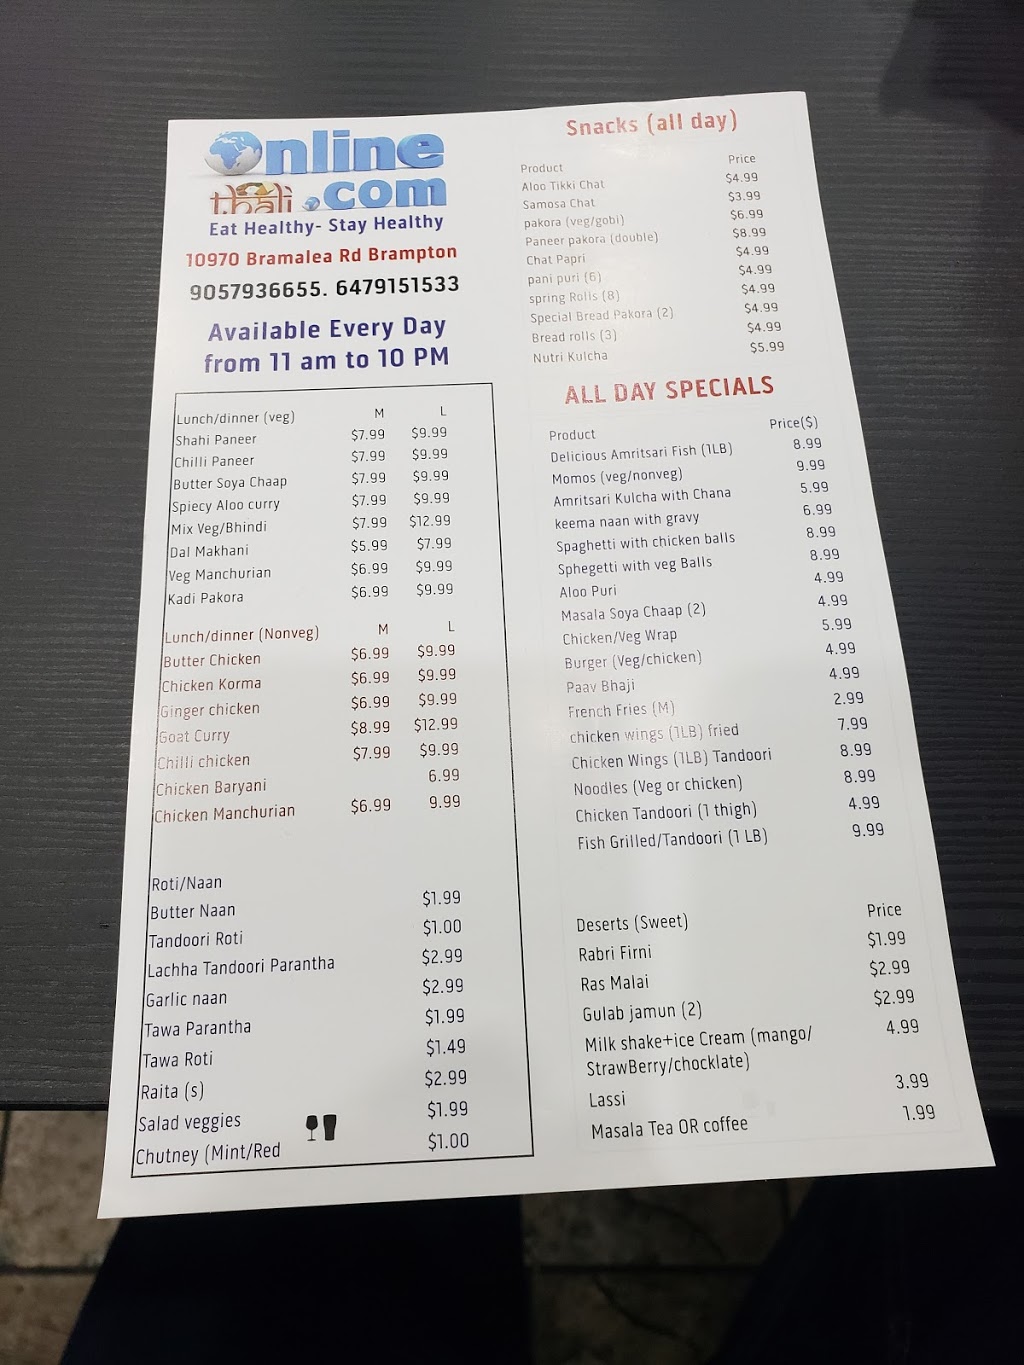 Online
thali.com
Eat Healthy- Stay Healthy
10970 Bramalea Rd Brampton
9057936655. 6479151533
Available Every Day
from 11 am to 10 PM
Lunch/dinner (veg) M L
Shahi Paneer $7.99 $9.99
Chilli Paneer $7.99 $9.99
Butter Soya Chaap $7.99 $9.99
Spiecy Aloo curry $7.99 $9.99
Mix Veg/Bhindi $7.99 $12.99
Dal Makhani $5.99 $7.99
Veg Manchurian $6.99 $9.99
Kadi Pakora $6.99 $9.99
Lunch/dinner (Nonveg) M L
Butter Chicken $6.99 $9.99
Chicken Korma $6.99 $9.99
Ginger chicken $6.99 $9.99
Goat Curry $8.99 $12.99
Chilli chicken $7.99 $9.99
Chicken Baryani 6.99
Chicken Manchurian $6.99 9.99
Roti/Naan
Butter Naan $1.99
Tandoori Roti $1.00
Lachha Tandoori Parantha $2.99
Garlic naan $2.99
Tawa Parantha $1.99
Tawa Roti $1.49
Raita (s) $2.99
Salad veggies $1.99
Chutney (Mint/Red $1.00
Snacks (all day)
Product Price
Aloo Tikki Chat $4.99
Samosa Chat $3.99
pakora (veg/gobi) $6.99
Paneer pakora (double) $8.99
Chat Papri $4.99
pani puri (6) $4.99
spring Rolls (8) $4.99
Special Bread Pakora (2) $4.99
Bread rolls (3) $4.99
Nutri Kulcha $5.99
ALL DAY SPECIALS
Product Price($)
Delicious Amritsari Fish (1LB) 8.99
Momos (veg/nonveg) 9.99
Amritsari Kulcha with Chana 5.99
keema naan with gravy 6.99
Spaghetti with chicken balls 8.99
Sphegetti with veg Balls 8.99
Aloo Puri 4.99
Masala Soya Chaap (2) 4.99
Chicken/Veg Wrap 5.99
Burger (Veg/chicken) 4.99
Paav Bhaji 4.99
French Fries (M) 2.99
chicken wings (1LB) fried 7.99
Chicken Wings (1LB) Tandoori 8.99
Noodles (Veg or chicken) 8.99
Chicken Tandoori (1 thigh) 4.99
Fish Grilled/Tandoori (1 LB) 9.99
Deserts (Sweet) Price
Rabri Firni $1.99
Ras Malai $2.99
Gulab jamun (2) $2.99
Milk shake+ice Cream (mango/ 4.99
StrawBerry/chocklate)
Lassi 3.99
Masala Tea OR coffee 1.99